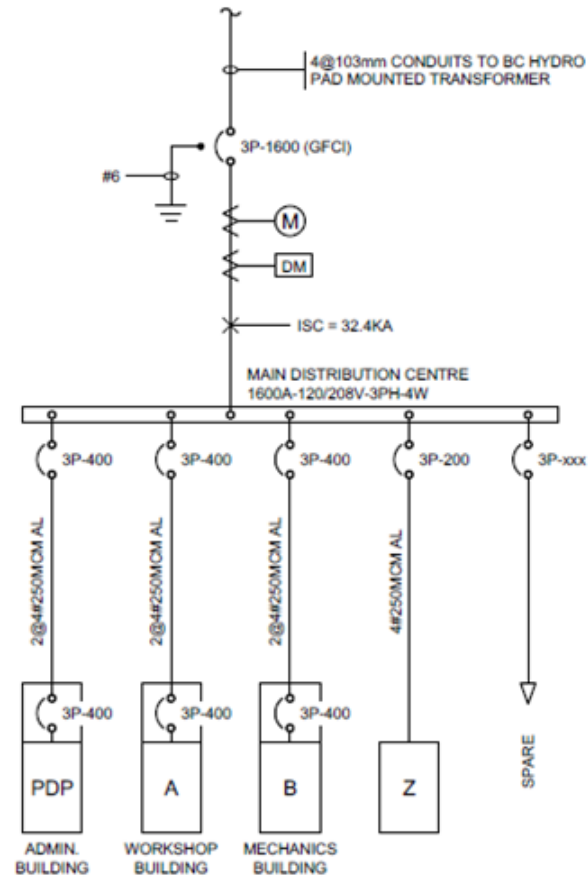 4@103mm CONDUITS TO BC HYDRO
PAD MOUNTED TRANSFORMER
3P-1600 (GFCI)
#6
M
DM
ISC = 32.4KA
MAIN DISTRIBUTION CENTRE
1600A-120/208V-3PH-4W
3P-400
3P-400
3P-400
3P-200
3P-xxx
2@4#250MCM AL
2@4#250MCM AL
2@4#250MCM AL
4#250MCM AL
3P-400
3P-400
3P-400
PDP
A
B
Z
SPARE
ADMIN.
BUILDING
WORKSHOP
BUILDING
MECHANICS
BUILDING